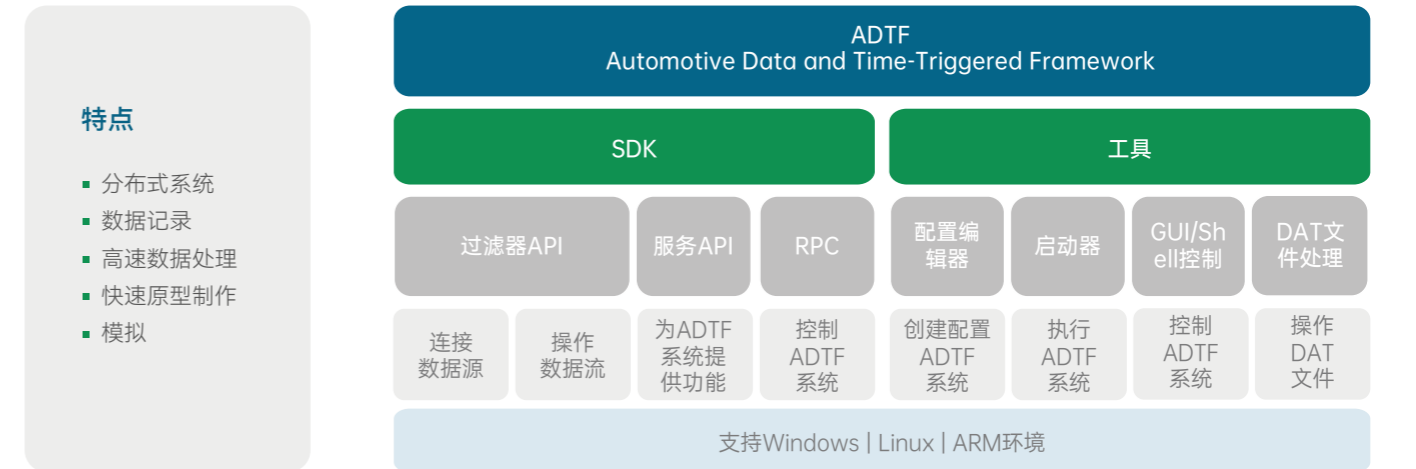 特点
分布式系统
数据记录
高速数据处理
快速原型制作
模拟
ADTF
Automotive Data and Time-Triggered Framework
SDK
工具
过滤器API
服务API
RPC
配置编
辑器
启动器
GUI/Sh
ell控制
DAT文
件处理
连接
数据源
操作
数据流
为ADTF
系统提
供功能
控制
ADTF
系统
创建配置
ADTF
系统
执行
ADTF
系统
控制
ADTF
系统
操作
DAT
文件
支持Windows | Linux | ARM环境